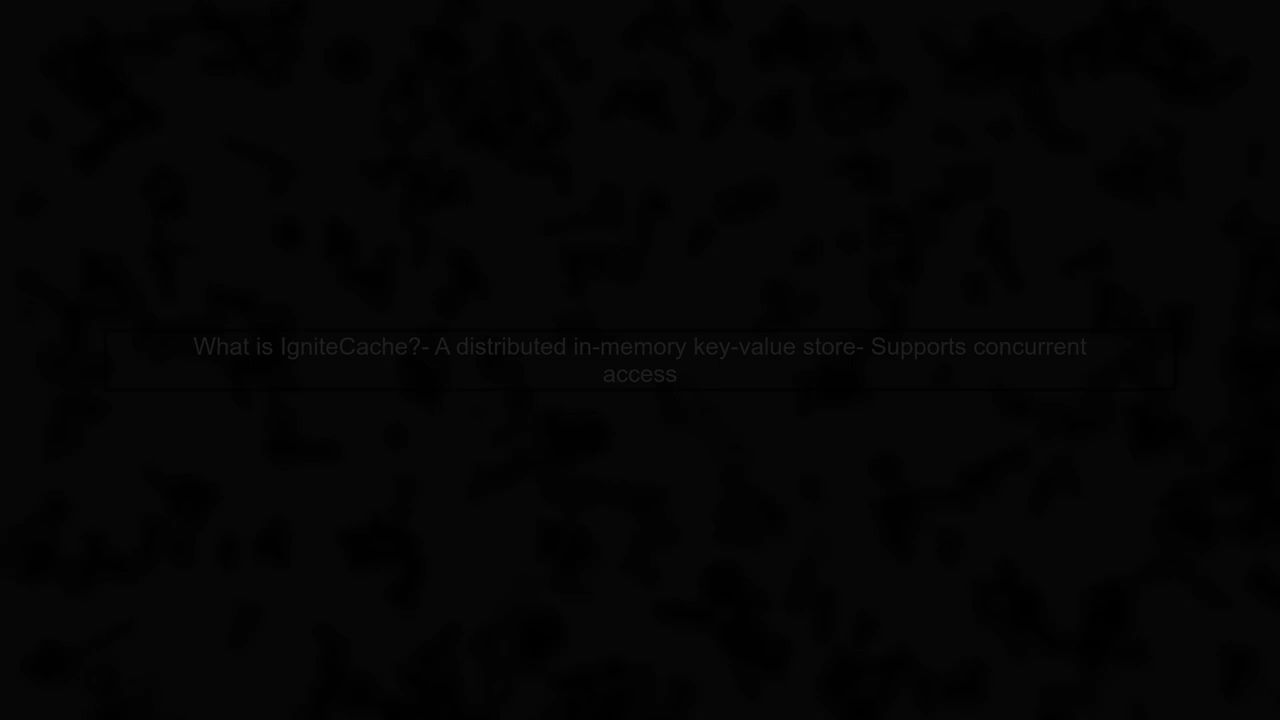 What is IgniteCache?- A distributed in-memory key-value store- Supports concurrent
access